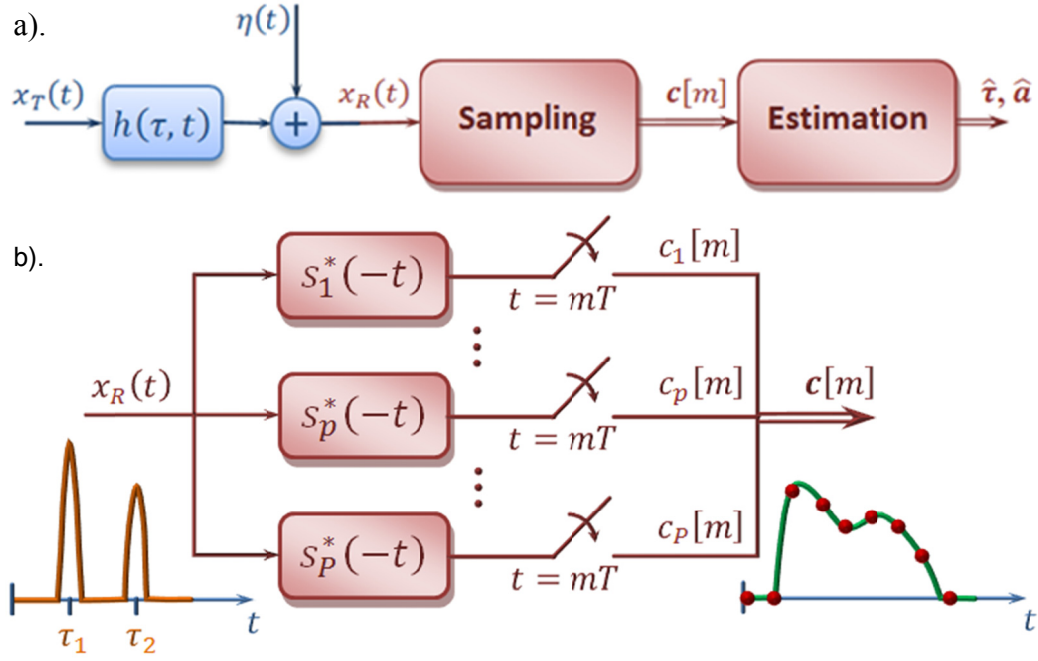 a).
η(t)
x_T(t)
h(τ, t)
+
x_R(t)
Sampling
c[m]
Estimation
τ̂, â
b).
s_1^*(−t)
t = mT
c_1[m]
x_R(t)
s_p^*(−t)
t = mT
c_p[m]
c[m]
s_P^*(−t)
t = mT
c_P[m]
τ_1
τ_2
t
t